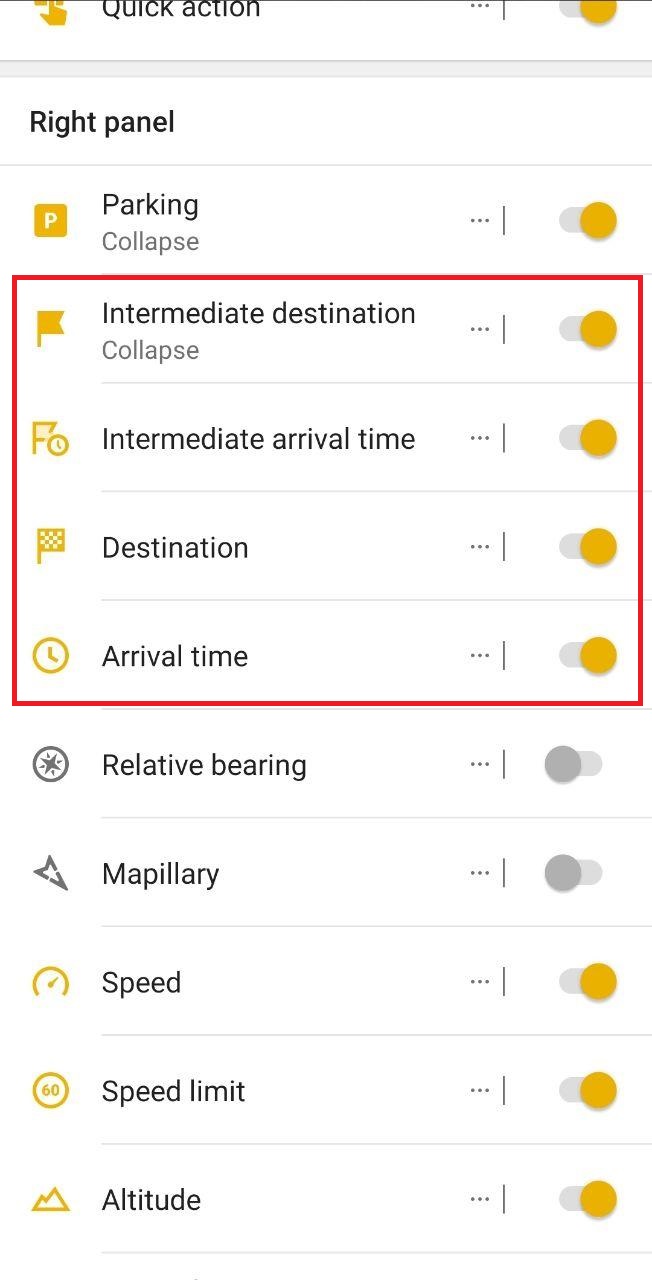 Quick action
Right panel
P
Parking
Collapse
Intermediate destination
Collapse
Intermediate arrival time
Destination
Arrival time
Relative bearing
Mapillary
Speed
60
Speed limit
Altitude